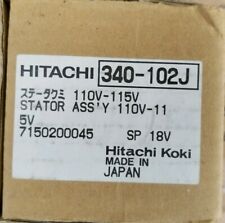 HITACHI 340-102J
ステータクミ 110V-115V
STATOR ASS'Y 110V-11
5V
7150200045 SP 18V
Hitachi Koki
MADE IN
JAPAN